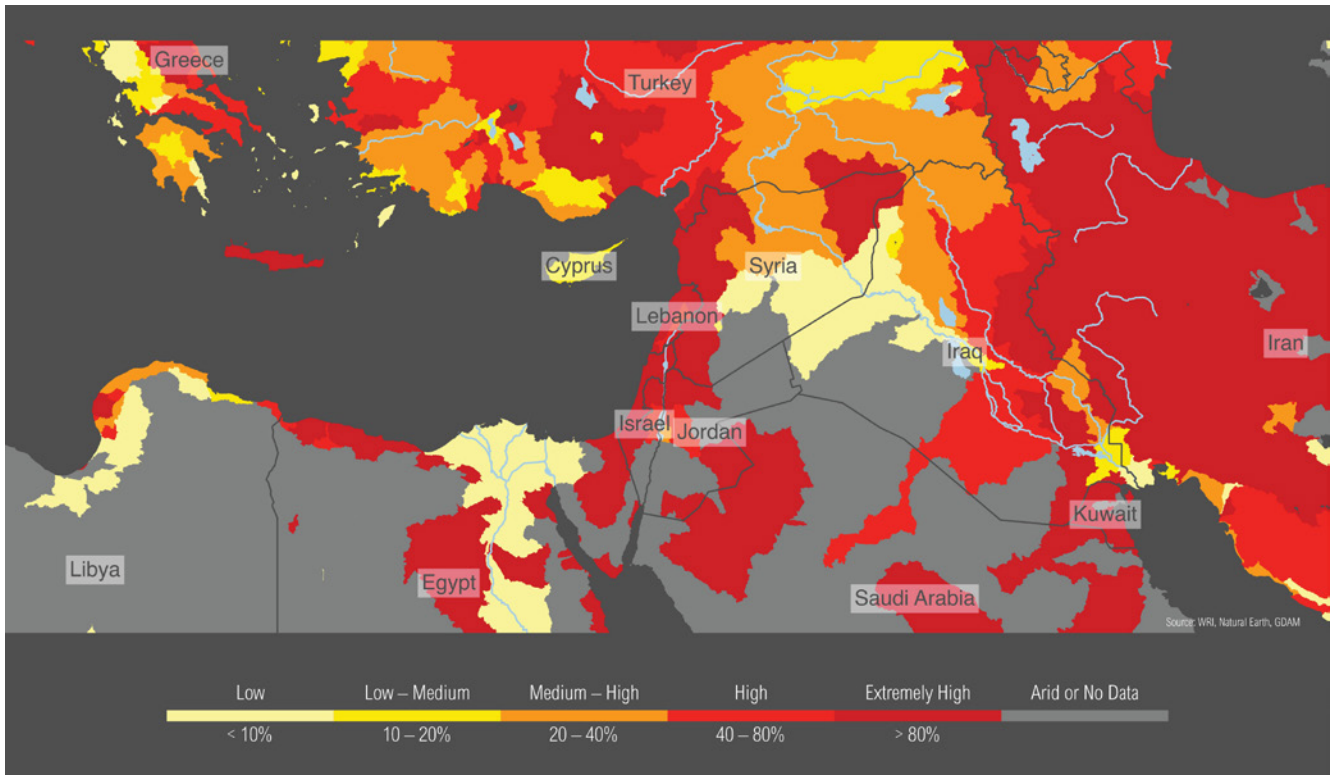 Greece
Turkey
Cyprus
Syria
Lebanon
Iraq
Iran
Israel
Jordan
Kuwait
Libya
Egypt
Saudi Arabia
Source: WRI, Natural Earth, GDAM
Low
Low – Medium
Medium – High
High
Extremely High
Arid or No Data
< 10%
10 – 20%
20 – 40%
40 – 80%
> 80%